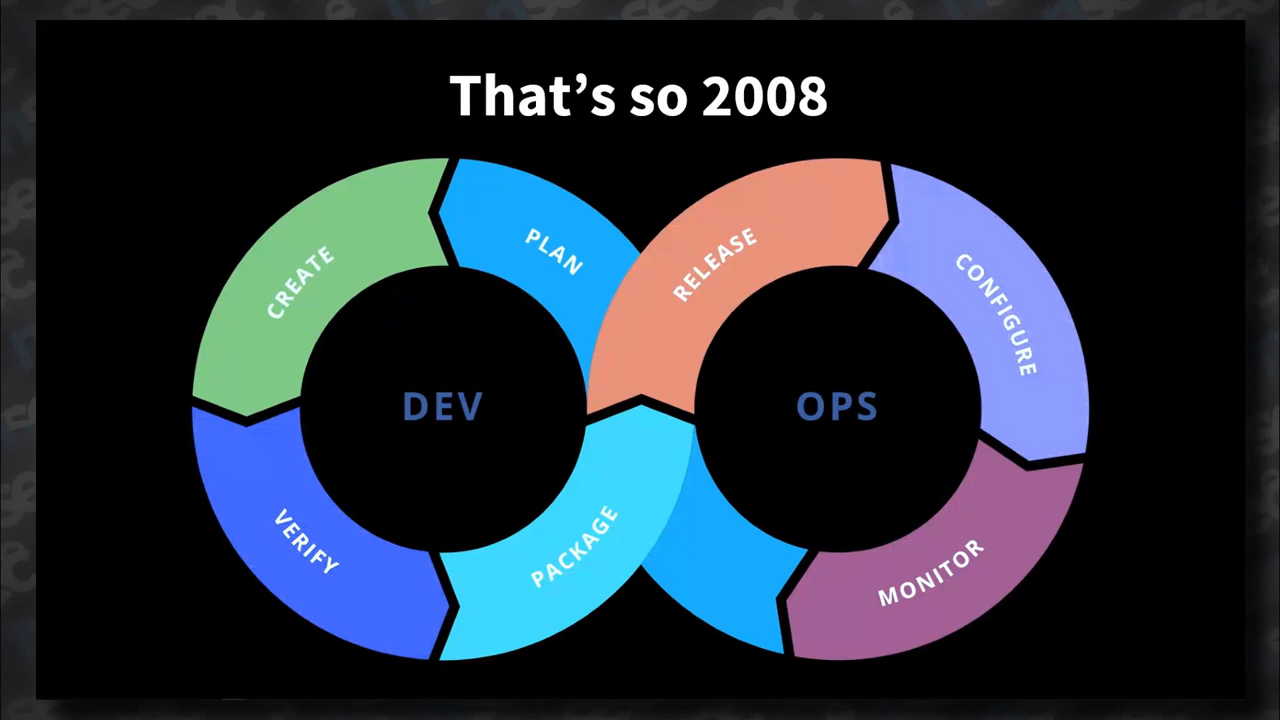 That’s so 2008
PLAN
CREATE
VERIFY
PACKAGE
RELEASE
CONFIGURE
MONITOR
DEV
OPS